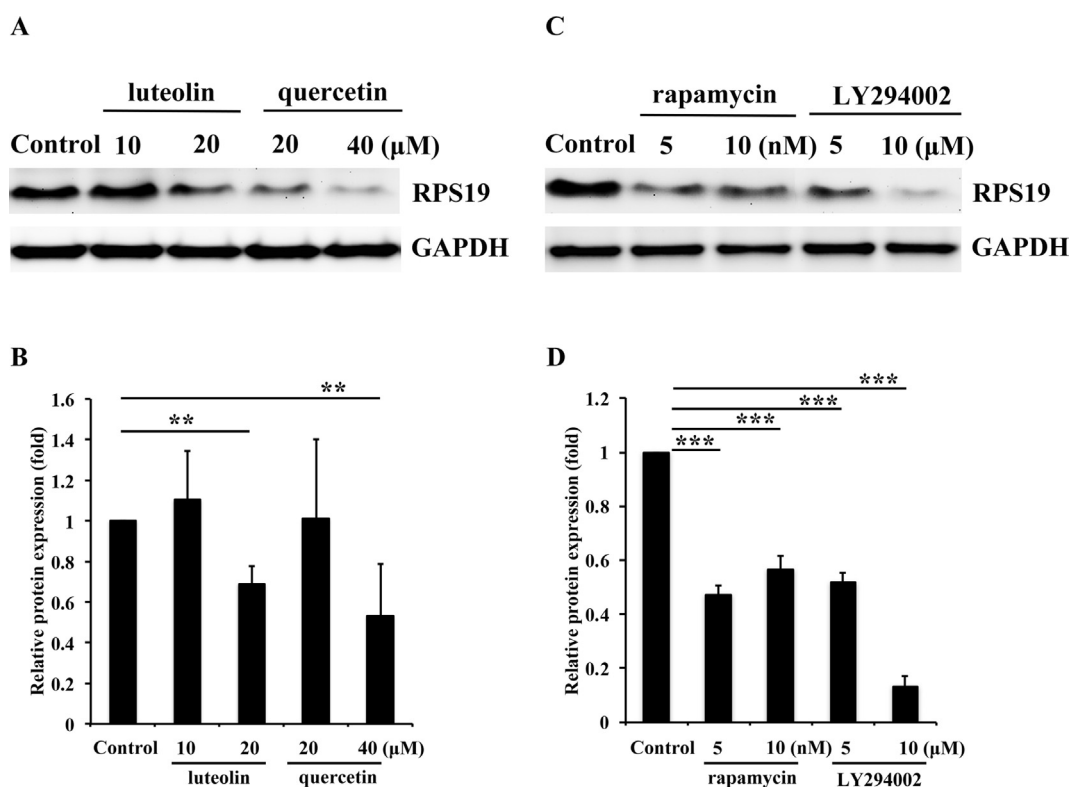 A
luteolin quercetin
Control 10 20 20 40 (μM)
RPS19
GAPDH
C
rapamycin LY294002
Control 5 10 (nM) 5 10 (μM)
RPS19
GAPDH
B
Relative protein expression (fold)
1.6
1.4
1.2
1
0.8
0.6
0.4
0.2
0
**
**
Control 10 20 20 40 (μM)
luteolin quercetin
D
Relative protein expression (fold)
1.2
1
0.8
0.6
0.4
0.2
0
***
***
***
***
Control 5 10 (nM) 5 10 (μM)
rapamycin LY294002